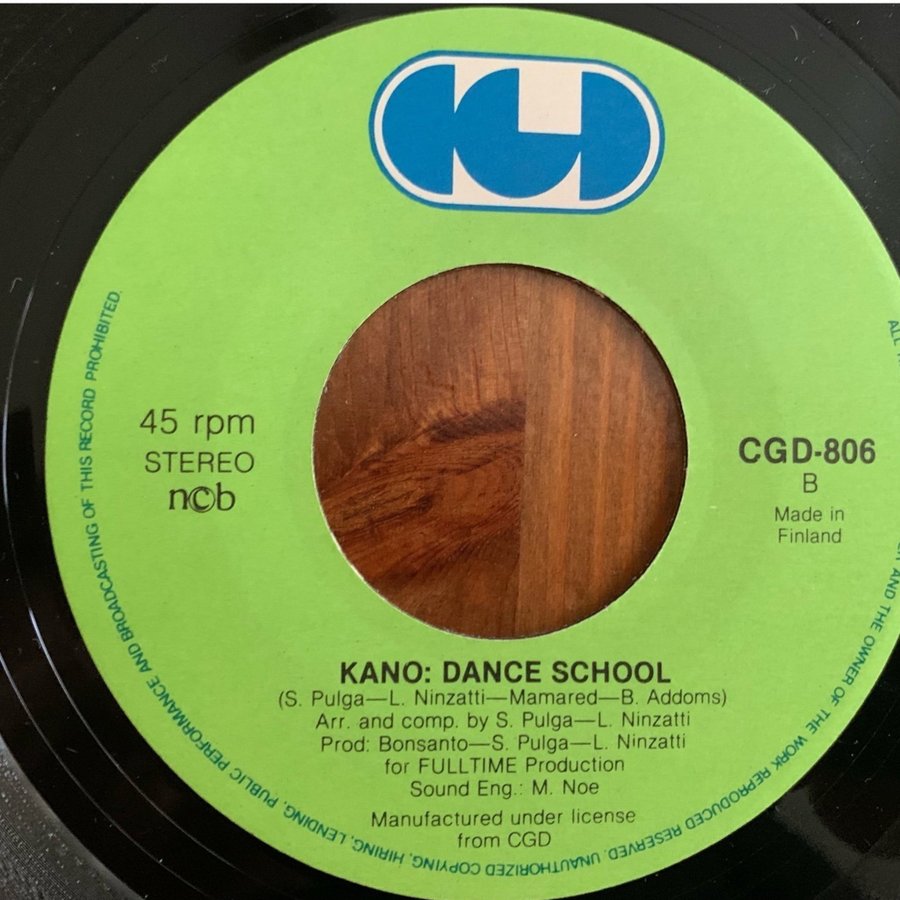 45 rpm
STEREO
n©b
CGD-806
B
Made in
Finland
KANO: DANCE SCHOOL
(S. Pulga—L. Ninzatti—Mamared—B. Addoms)
Arr. and comp. by S. Pulga—L. Ninzatti
Prod: Bonsanto—S. Pulga—L. Ninzatti
for FULLTIME Production
Sound Eng.: M. Noe
Manufactured under license
from CGD
ALL
AND THE OWNER OF THE WORK REPRODUCED RESERVED. UNAUTHORIZED COPYING, HIRING, LENDING, PUBLIC PERFORMANCE AND BROADCASTING OF THIS RECORD PROHIBITED.